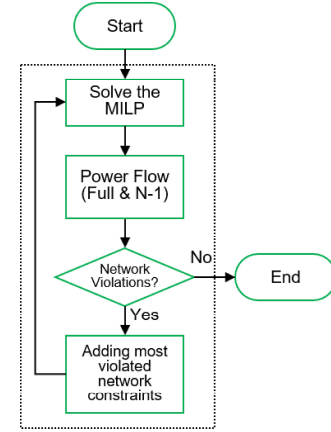 Start
Solve the
MILP
Power Flow
(Full & N-1)
Network
Violations?
No
End
Yes
Adding most
violated
network
constraints